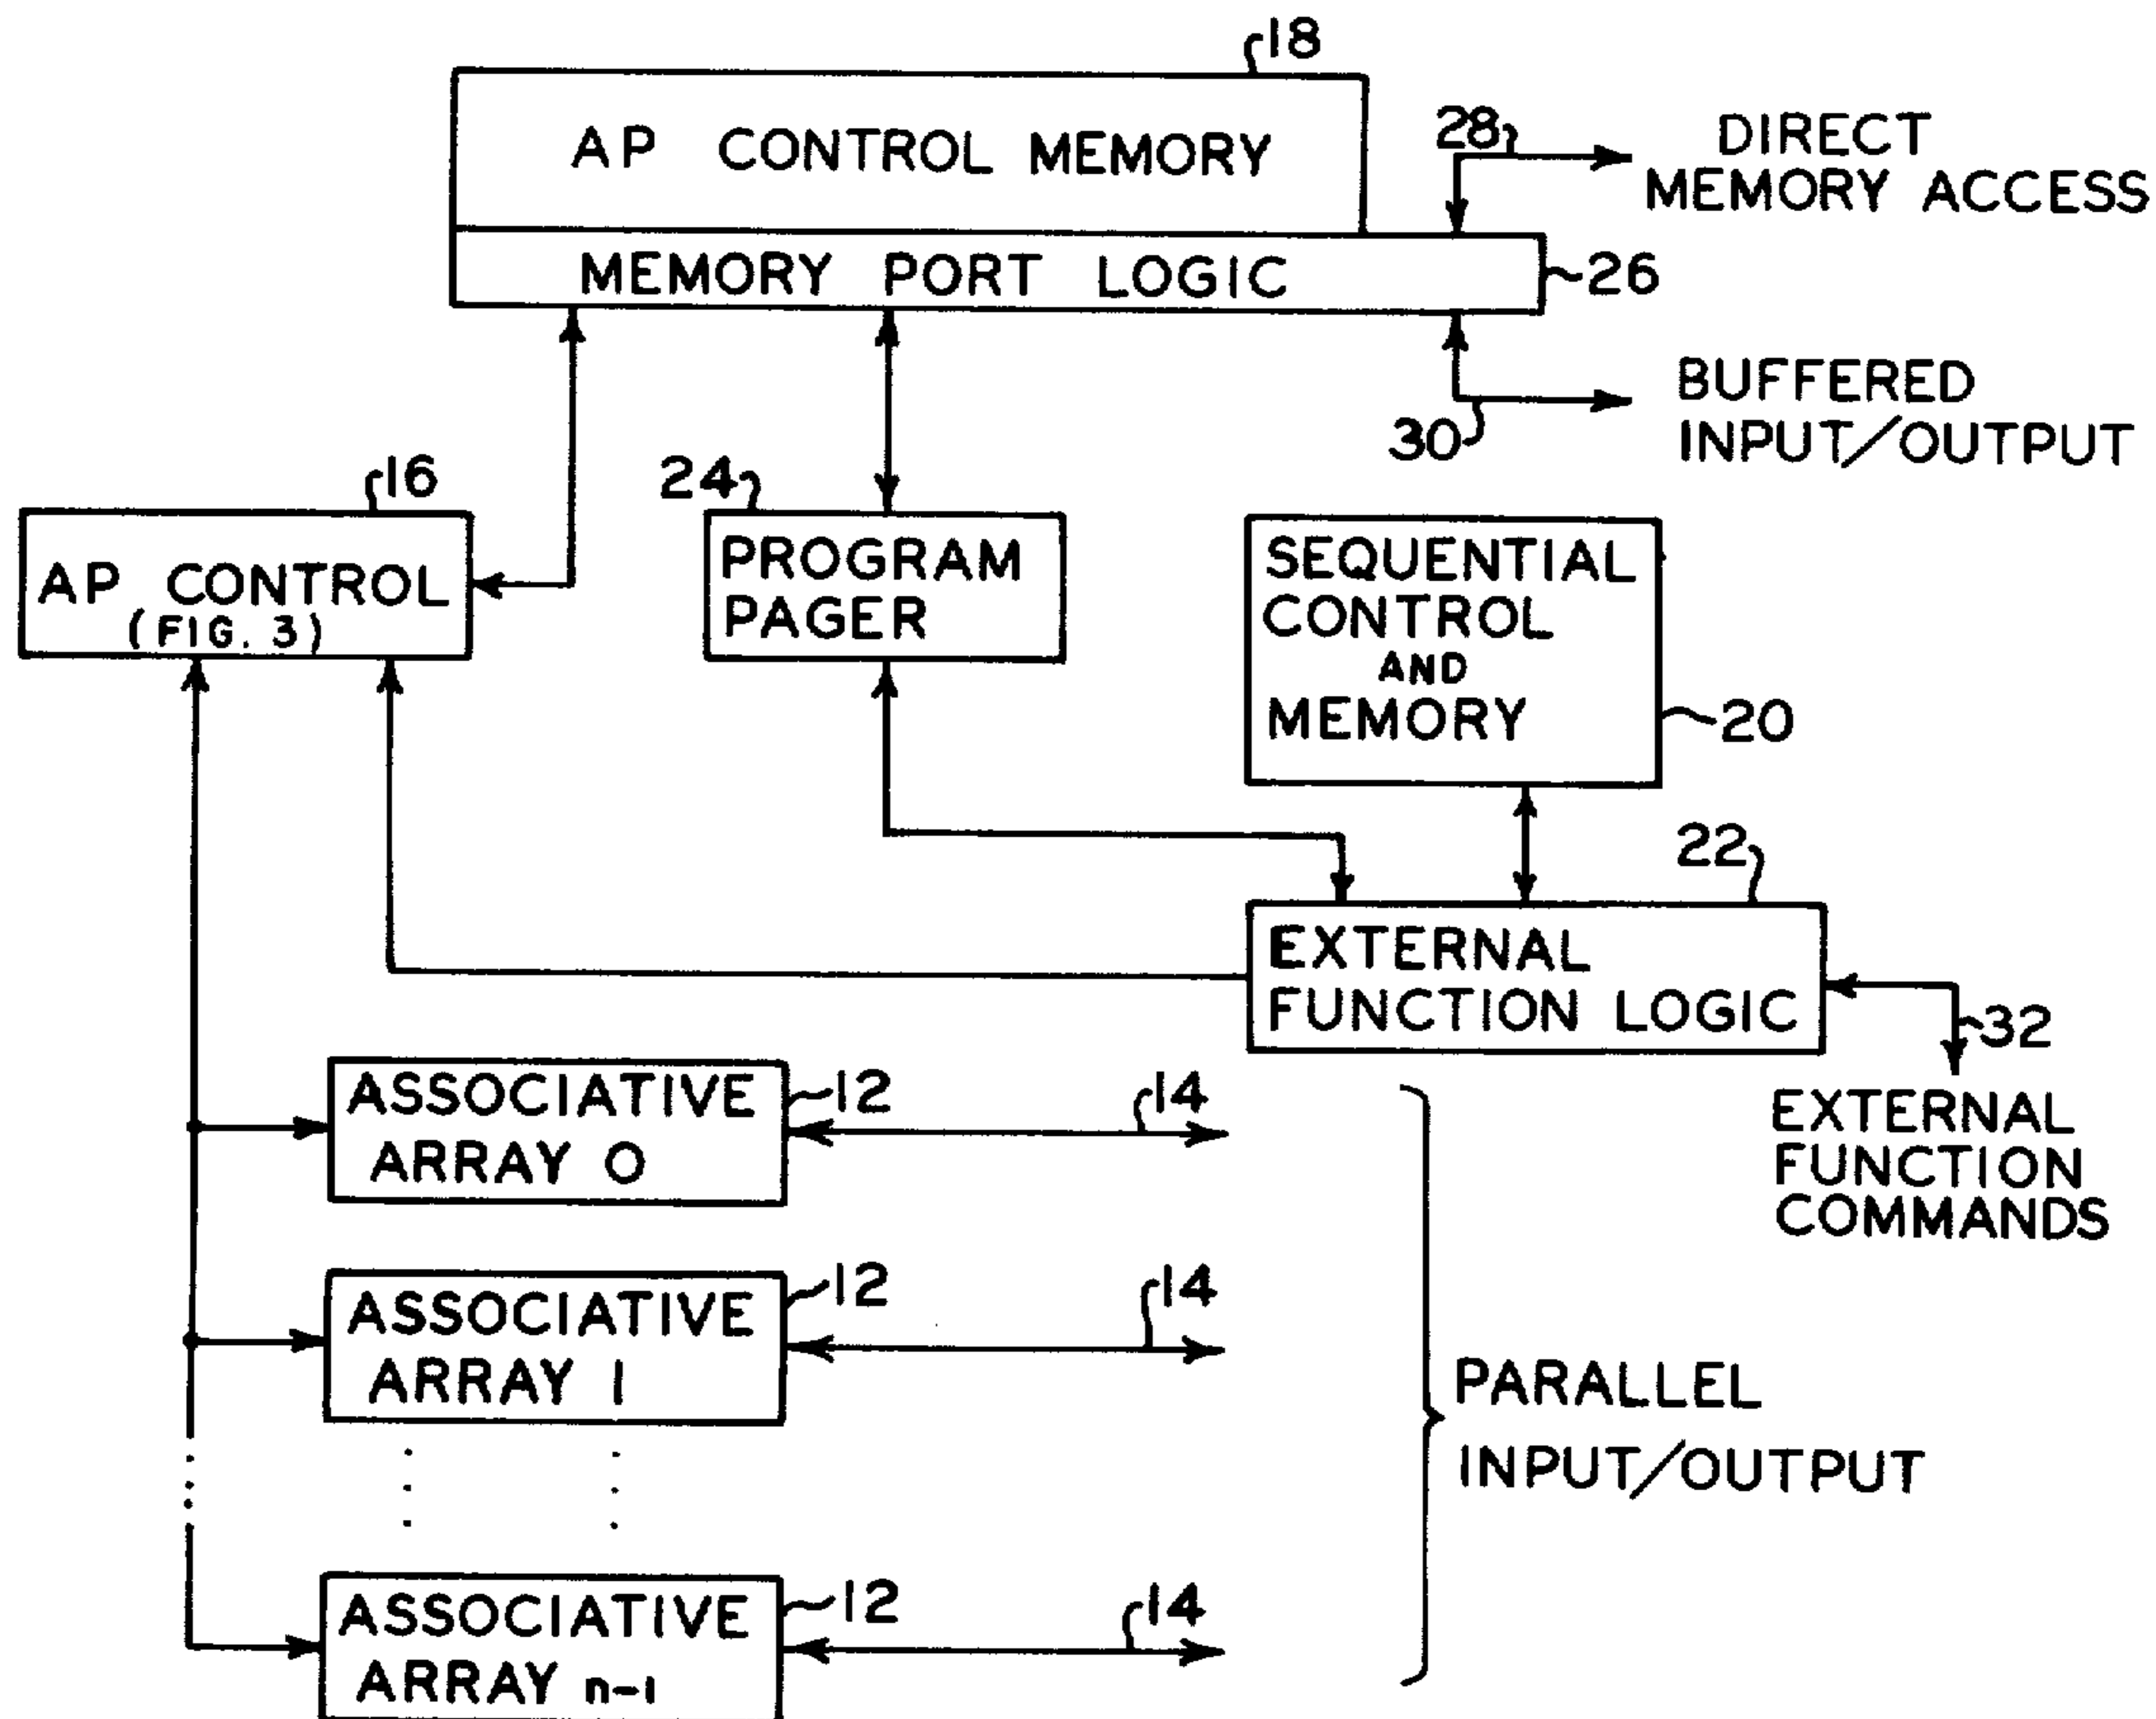 18
AP CONTROL MEMORY
28
DIRECT
MEMORY ACCESS
MEMORY PORT LOGIC
26
BUFFERED
INPUT/OUTPUT
30
16
AP CONTROL
(FIG. 3)
24
PROGRAM
PAGER
SEQUENTIAL
CONTROL
AND
MEMORY
20
22
EXTERNAL
FUNCTION LOGIC
32
EXTERNAL
FUNCTION
COMMANDS
ASSOCIATIVE
ARRAY 0
12
14
ASSOCIATIVE
ARRAY 1
12
14
PARALLEL
INPUT/OUTPUT
ASSOCIATIVE
ARRAY n-1
12
14